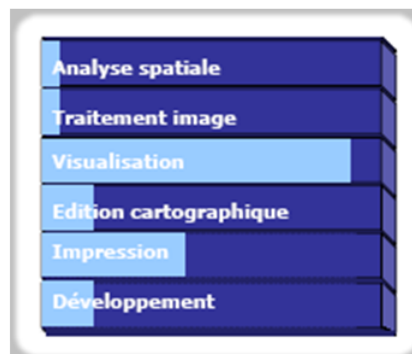 Analyse spatiale
Traitement image
Visualisation
Edition cartographique
Impression
Développement